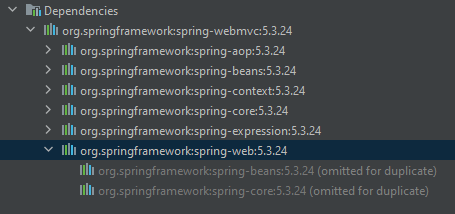 Dependencies
org.springframework:spring-webmvc:5.3.24
org.springframework:spring-aop:5.3.24
org.springframework:spring-beans:5.3.24
org.springframework:spring-context:5.3.24
org.springframework:spring-core:5.3.24
org.springframework:spring-expression:5.3.24
org.springframework:spring-web:5.3.24
org.springframework:spring-beans:5.3.24 (omitted for duplicate)
org.springframework:spring-core:5.3.24 (omitted for duplicate)